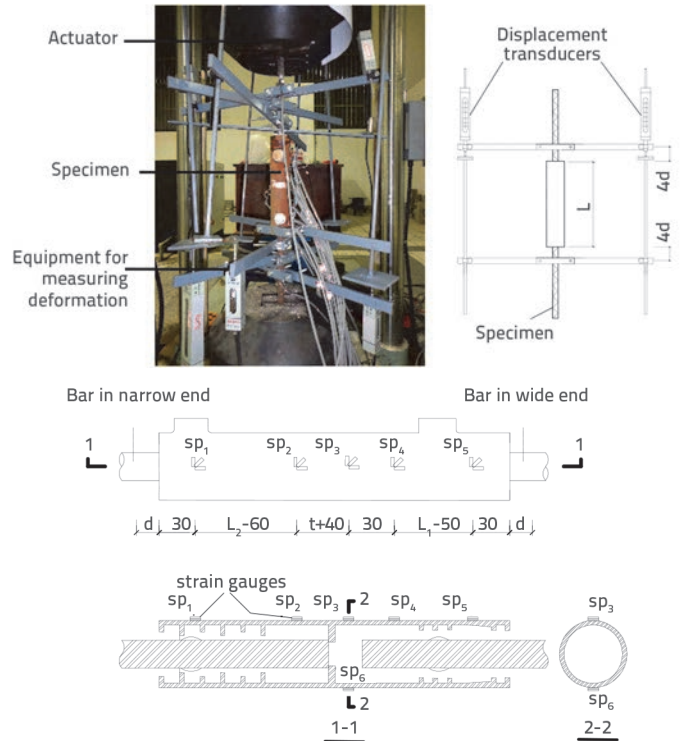 Actuator
Specimen
Equipment for
measuring
deformation
Displacement
transducers
4d
L
4d
Specimen
Bar in narrow end
Bar in wide end
1
sp₁
sp₂
sp₃
sp₄
sp₅
1
d
30
L₂-60
t+40
30
L₁-50
30
d
strain gauges
sp₁
sp₂
sp₃
2
sp₄
sp₅
sp₃
sp₆
2
sp₆
1-1
2-2